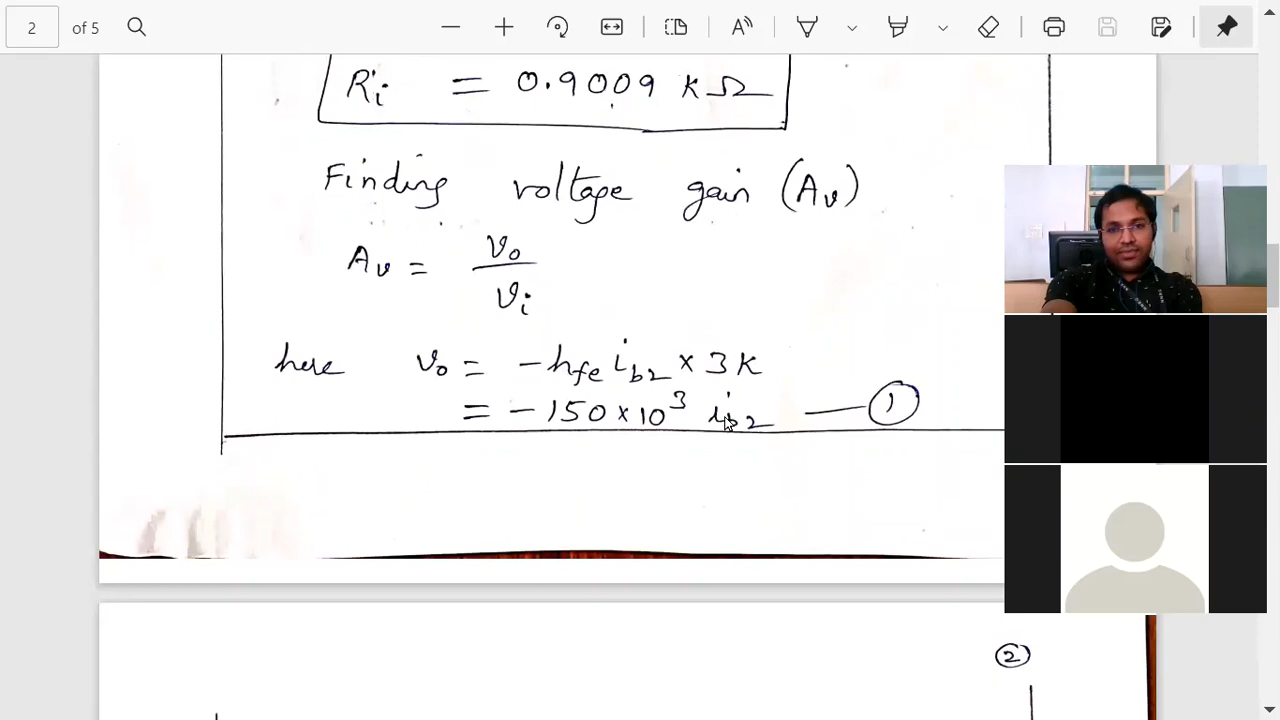 2 of 5
Ri = 0.9009 kΩ
Finding voltage gain (Av)
Av = vo / vi
here vo = -hfe ib2 × 3K
= -150×10³ ib2 —— ①
②